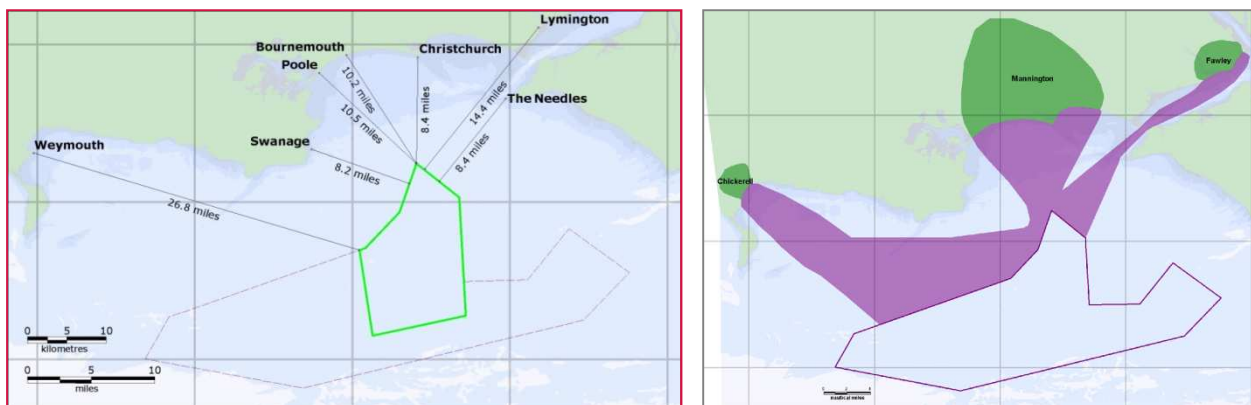 Lymington
Bournemouth
Christchurch
Poole
10.2 miles
10.5 miles
8.4 miles
14.4 miles
The Needles
8.4 miles
Swanage
8.2 miles
Weymouth
26.8 miles
0 5 10
kilometres
0 5 10
miles
Mannington
Fawley
Chickerell
nautical miles